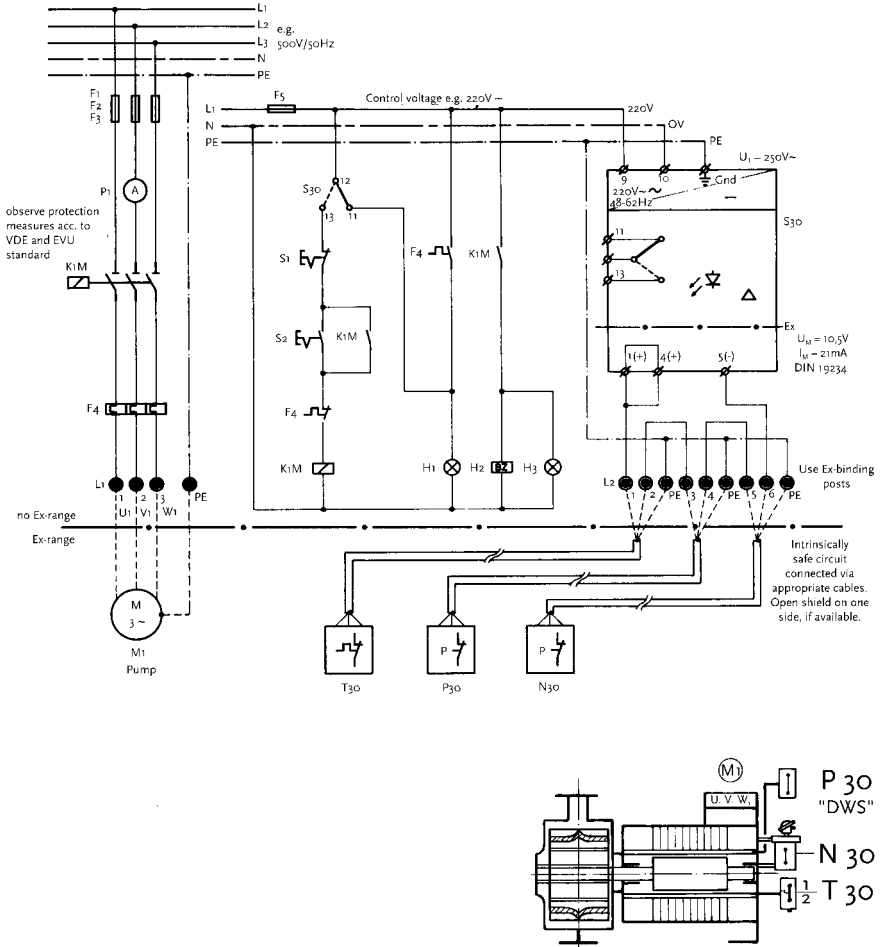 L1
L2
e.g.
L3
500V/50Hz
N
PE
F1
F2
F3
F5
L1
Control voltage e.g. 220V ~
220V
N
0V
PE
PE
U1 – 250V~
9
10
Gnd
220V~ ~
48-62Hz
–
S30
P1
A
12
S30
13
11
observe protection
measures acc. to
VDE and EVU
standard
11
13
S1
F4
K1M
K1M
Ex
UM = 10,5V
IM = 21mA
DIN 19234
S2
K1M
1(+)
4(+)
5(-)
F4
F4
K1M
H1
H2
BZ
H3
Use Ex-binding
posts
L1
1
2
3
PE
U1
V1
W1
L2
1
2
PE
3
4
PE
5
6
PE
no Ex-range
Ex-range
Intrinsically
safe circuit
connected via
appropriate cables.
Open shield on one
side, if available.
M
3 ~
M1
Pump
P
P
T30
P30
N30
M1
P 30
"DWS"
U. V. W.
N 30
1
2
T 30